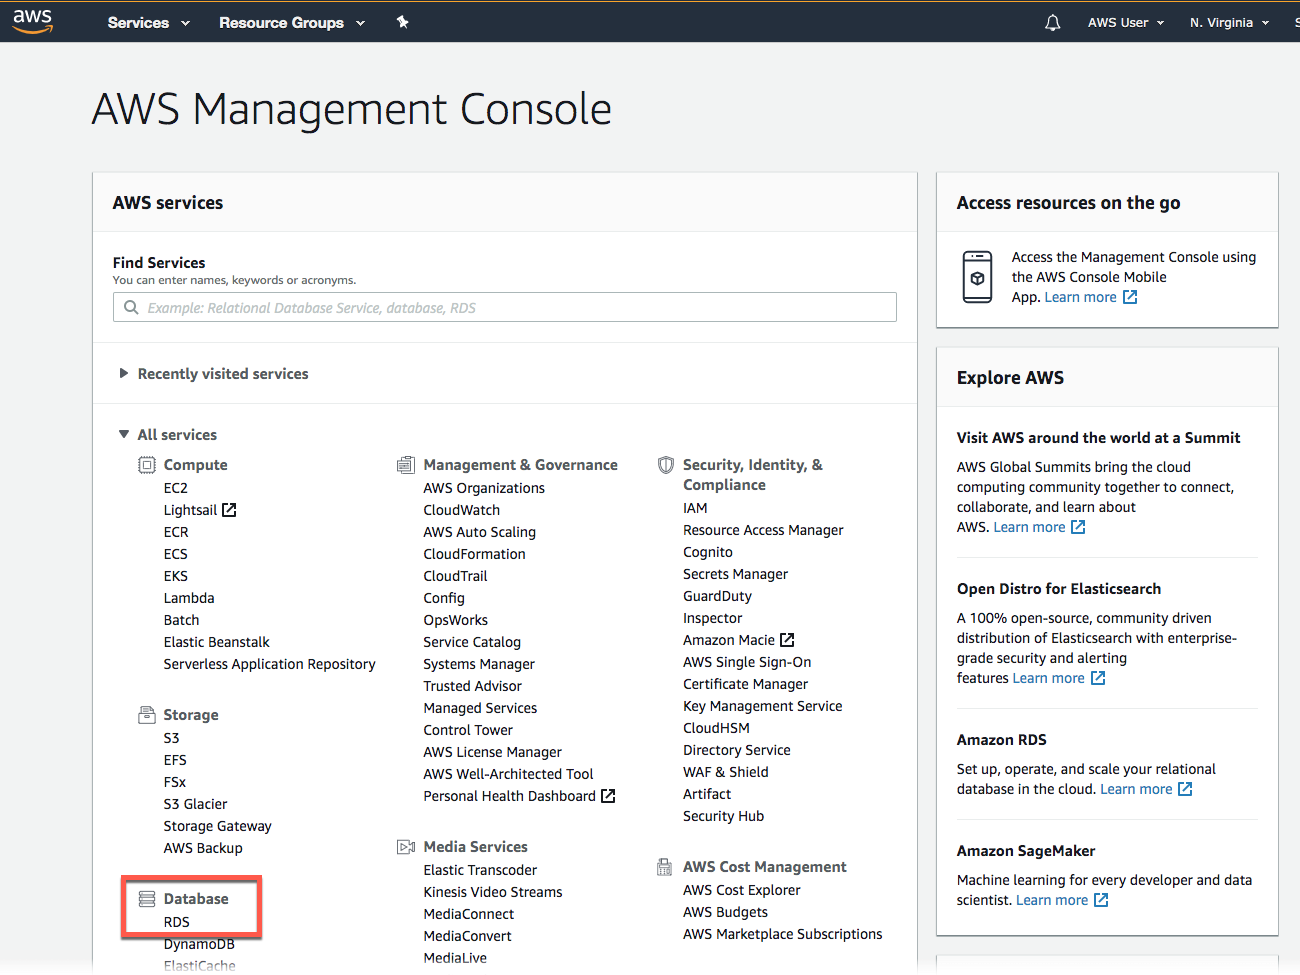 aws
Services
Resource Groups
AWS User
N. Virginia
AWS Management Console
AWS services
Find Services
You can enter names, keywords or acronyms.
Example: Relational Database Service, database, RDS
Recently visited services
All services
Compute
EC2
Lightsail
ECR
ECS
EKS
Lambda
Batch
Elastic Beanstalk
Serverless Application Repository
Storage
S3
EFS
FSx
S3 Glacier
Storage Gateway
AWS Backup
Database
RDS
DynamoDB
ElastiCache
Management & Governance
AWS Organizations
CloudWatch
AWS Auto Scaling
CloudFormation
CloudTrail
Config
OpsWorks
Service Catalog
Systems Manager
Trusted Advisor
Managed Services
Control Tower
AWS License Manager
AWS Well-Architected Tool
Personal Health Dashboard
Media Services
Elastic Transcoder
Kinesis Video Streams
MediaConnect
MediaConvert
MediaLive
Security, Identity, &
Compliance
IAM
Resource Access Manager
Cognito
Secrets Manager
GuardDuty
Inspector
Amazon Macie
AWS Single Sign-On
Certificate Manager
Key Management Service
CloudHSM
Directory Service
WAF & Shield
Artifact
Security Hub
AWS Cost Management
AWS Cost Explorer
AWS Budgets
AWS Marketplace Subscriptions
Access resources on the go
Access the Management Console using
the AWS Console Mobile
App. Learn more
Explore AWS
Visit AWS around the world at a Summit
AWS Global Summits bring the cloud
computing community together to connect,
collaborate, and learn about
AWS. Learn more
Open Distro for Elasticsearch
A 100% open-source, community driven
distribution of Elasticsearch with enterprise-
grade security and alerting
features Learn more
Amazon RDS
Set up, operate, and scale your relational
database in the cloud. Learn more
Amazon SageMaker
Machine learning for every developer and data
scientist. Learn more